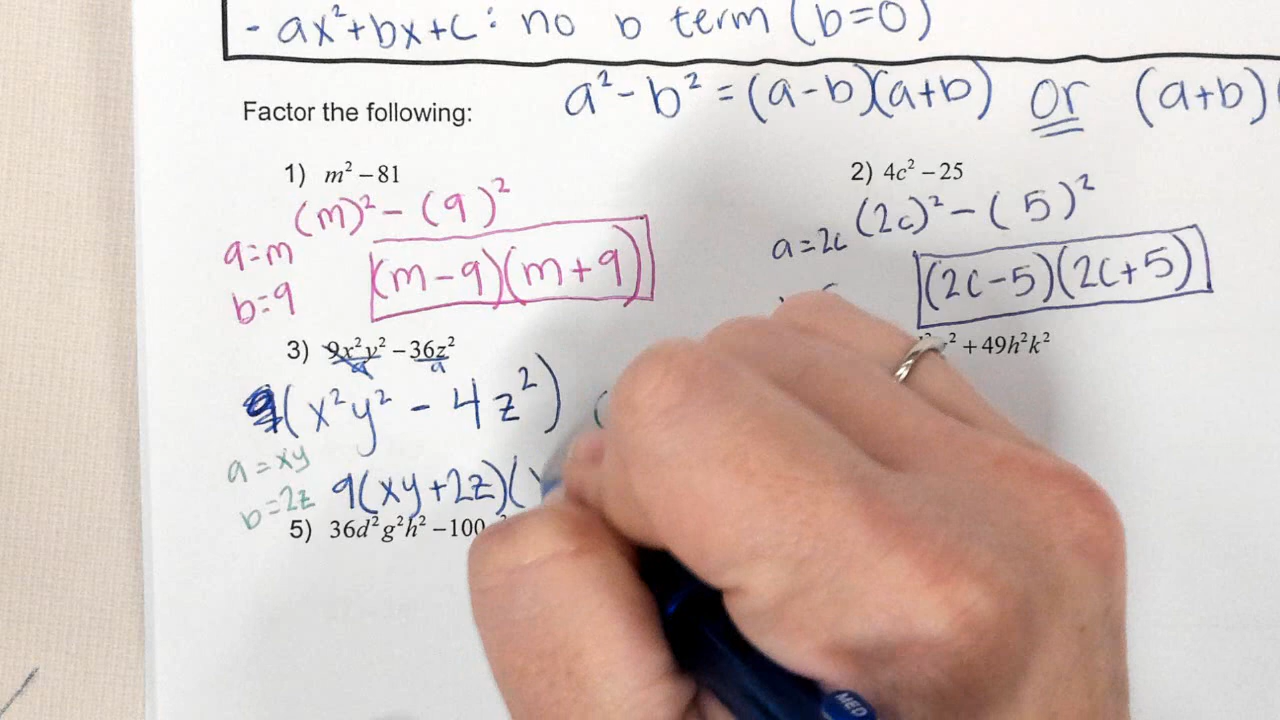 - ax²+bx+c: no b term (b=0)
a²-b²=(a-b)(a+b) or (a+b)(
Factor the following:
1) m² – 81
(m)² - (9)²
a=m
b=9
(m-9)(m+9)
2) 4c² – 25
(2c)² - (5)²
a=2c
(2c-5)(2c+5)
3) 9x²y² – 36z²
9(x²y² - 4z²)
a=xy
b=2z
9(xy+2z)(
² + 49h²k²
5) 36d²g²h² – 100
MED